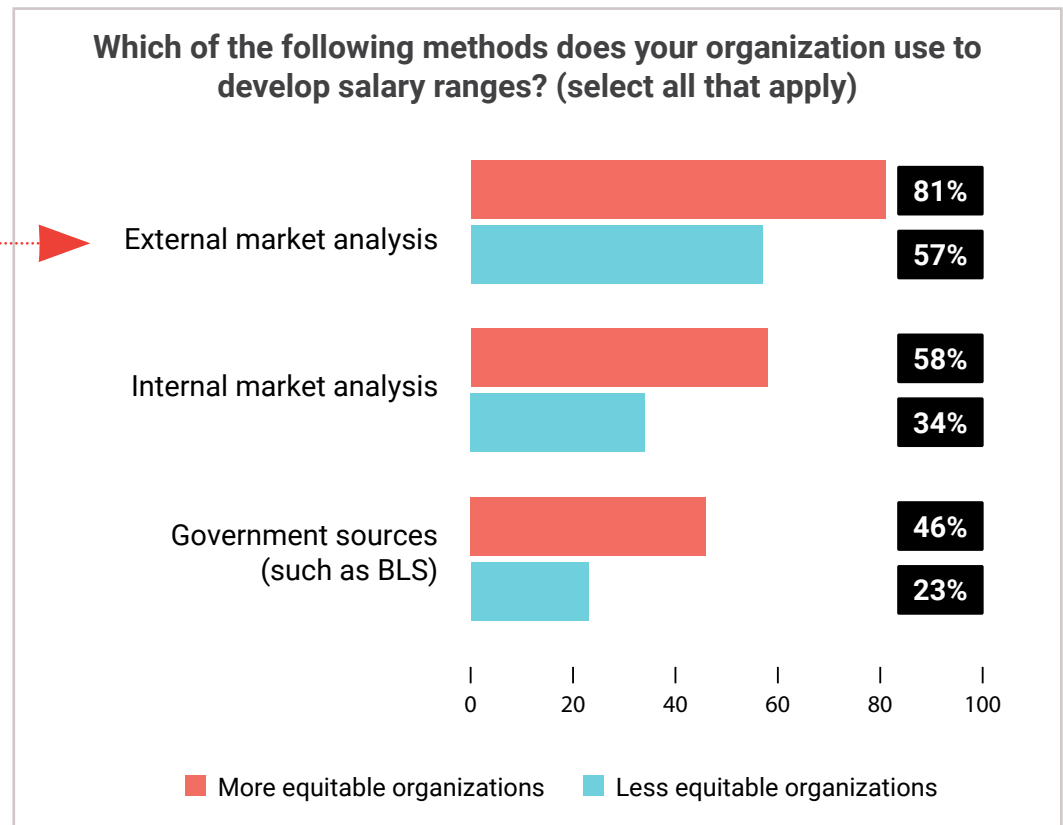 Which of the following methods does your organization use to
develop salary ranges? (select all that apply)
External market analysis
81%
57%
Internal market analysis
58%
34%
Government sources
(such as BLS)
46%
23%
0 20 40 60 80 100
More equitable organizations Less equitable organizations